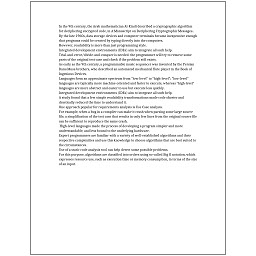 In the 9th century, the Arab mathematician Al-Kindi described a cryptographic algorithm
for deciphering encrypted code, in A Manuscript on Deciphering Cryptographic Messages.
By the late 1960s, data storage devices and computer terminals became inexpensive enough
that programs could be created by typing directly into the computers.
However, readability is more than just programming style.
Integrated development environments (IDEs) aim to integrate all such help.
Trial-and-error/divide-and-conquer is needed: the programmer will try to remove some
parts of the original test case and check if the problem still exists.
As early as the 9th century, a programmable music sequencer was invented by the Persian
Banu Musa brothers, who described an automated mechanical flute player in the Book of
Ingenious Devices.
Languages form an approximate spectrum from "low-level" to "high-level"; "low-level"
languages are typically more machine-oriented and faster to execute, whereas "high-level"
languages are more abstract and easier to use but execute less quickly.
Integrated development environments (IDEs) aim to integrate all such help.
A study found that a few simple readability transformations made code shorter and
drastically reduced the time to understand it.
One approach popular for requirements analysis is Use Case analysis.
For example, when a bug in a compiler can make it crash when parsing some large source
file, a simplification of the test case that results in only few lines from the original source file
can be sufficient to reproduce the same crash.
High-level languages made the process of developing a program simpler and more
understandable, and less bound to the underlying hardware.
Expert programmers are familiar with a variety of well-established algorithms and their
respective complexities and use this knowledge to choose algorithms that are best suited to
the circumstances.
Use of a static code analysis tool can help detect some possible problems.
For this purpose, algorithms are classified into orders using so-called Big O notation, which
expresses resource use, such as execution time or memory consumption, in terms of the size
of an input.